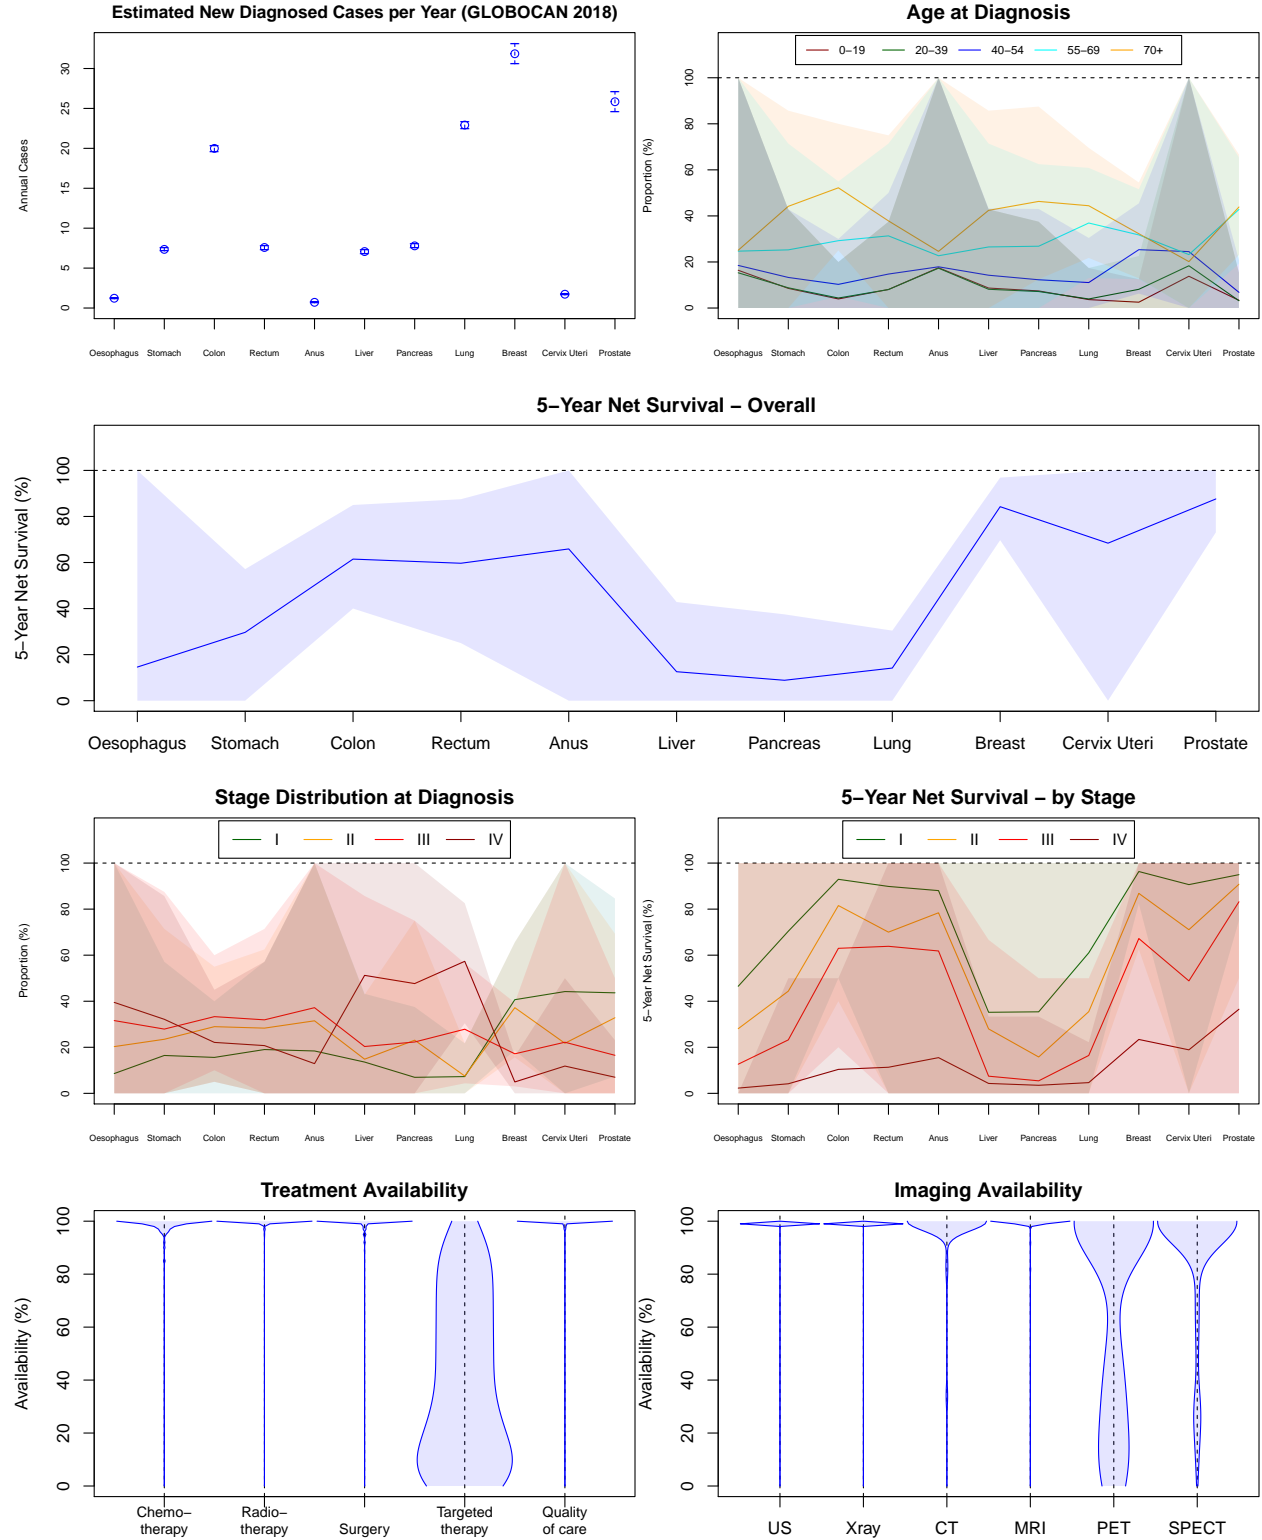 Estimated New Diagnosed Cases per Year (GLOBOCAN 2018)
Annual Cases
0 5 10 15 20 25 30
Oesophagus Stomach Colon Rectum Anus Liver Pancreas Lung Breast Cervix Uteri Prostate
Age at Diagnosis
0–19 20–39 40–54 55–69 70+
Proportion (%)
0 20 40 60 80 100
Oesophagus Stomach Colon Rectum Anus Liver Pancreas Lung Breast Cervix Uteri Prostate
5–Year Net Survival – Overall
5–Year Net Survival (%)
0 20 40 60 80 100
Oesophagus Stomach Colon Rectum Anus Liver Pancreas Lung Breast Cervix Uteri Prostate
Stage Distribution at Diagnosis
I II III IV
Proportion (%)
0 20 40 60 80 100
Oesophagus Stomach Colon Rectum Anus Liver Pancreas Lung Breast Cervix Uteri Prostate
5–Year Net Survival – by Stage
I II III IV
5–Year Net Survival (%)
0 20 40 60 80 100
Oesophagus Stomach Colon Rectum Anus Liver Pancreas Lung Breast Cervix Uteri Prostate
Treatment Availability
Availability (%)
0 20 40 60 80 100
Chemo–
therapy
Radio–
therapy
Surgery
Targeted
therapy
Quality
of care
Imaging Availability
Availability (%)
0 20 40 60 80 100
US Xray CT MRI PET SPECT